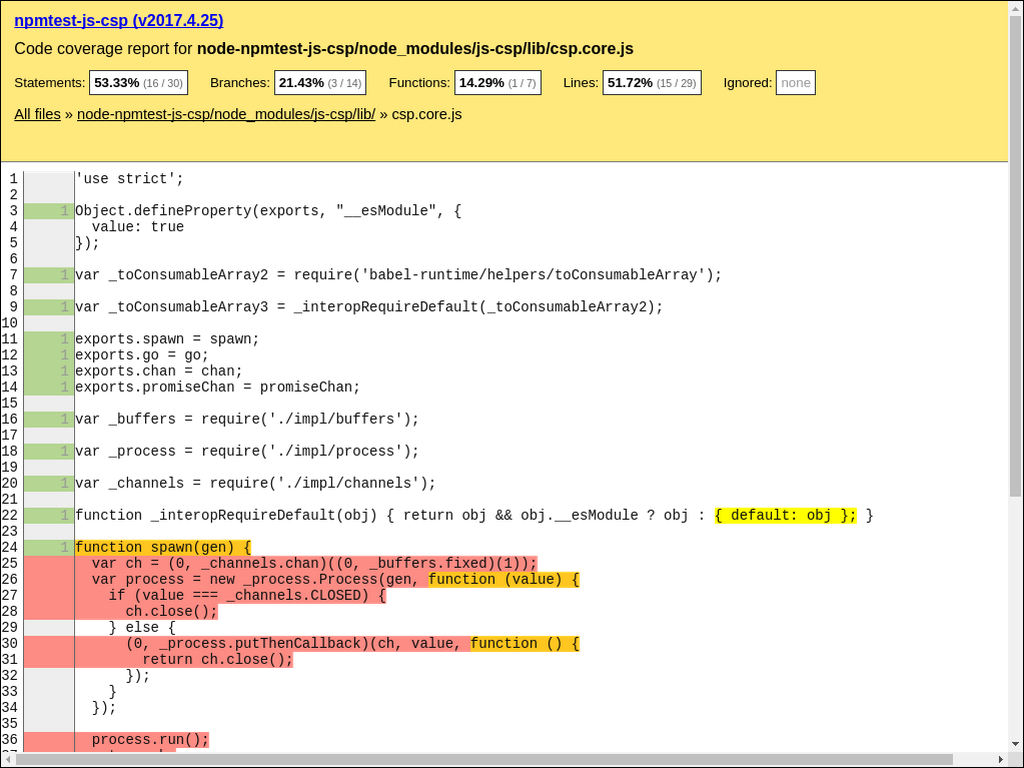 npmtest-js-csp (v2017.4.25)
Code coverage report for node-npmtest-js-csp/node_modules/js-csp/lib/csp.core.js
Statements: 53.33% (16 / 30) Branches: 21.43% (3 / 14) Functions: 14.29% (1 / 7) Lines: 51.72% (15 / 29) Ignored: none
All files » node-npmtest-js-csp/node_modules/js-csp/lib/ » csp.core.js
1 'use strict';
2
3 1 Object.defineProperty(exports, "__esModule", {
4   value: true
5 });
6
7 1 var _toConsumableArray2 = require('babel-runtime/helpers/toConsumableArray');
8
9 1 var _toConsumableArray3 = _interopRequireDefault(_toConsumableArray2);
10
11 1 exports.spawn = spawn;
12 1 exports.go = go;
13 1 exports.chan = chan;
14 1 exports.promiseChan = promiseChan;
15
16 1 var _buffers = require('./impl/buffers');
17
18 1 var _process = require('./impl/process');
19
20 1 var _channels = require('./impl/channels');
21
22 1 function _interopRequireDefault(obj) { return obj && obj.__esModule ? obj : { default: obj }; }
23
24 1 function spawn(gen) {
25   var ch = (0, _channels.chan)((0, _buffers.fixed)(1));
26   var process = new _process.Process(gen, function (value) {
27     if (value === _channels.CLOSED) {
28       ch.close();
29     } else {
30       (0, _process.putThenCallback)(ch, value, function () {
31         return ch.close();
32       });
33     }
34   });
35
36   process.run();